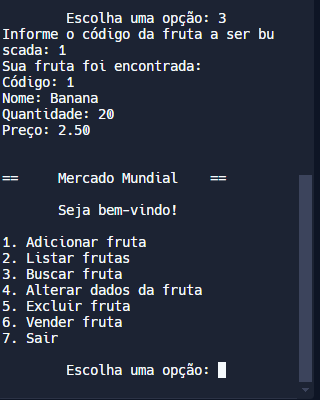 Escolha uma opção: 3
Informe o código da fruta a ser bu
scada: 1
Sua fruta foi encontrada:
Código: 1
Nome: Banana
Quantidade: 20
Preço: 2.50
==     Mercado Mundial    ==
Seja bem-vindo!
1. Adicionar fruta
2. Listar frutas
3. Buscar fruta
4. Alterar dados da fruta
5. Excluir fruta
6. Vender fruta
7. Sair
Escolha uma opção: